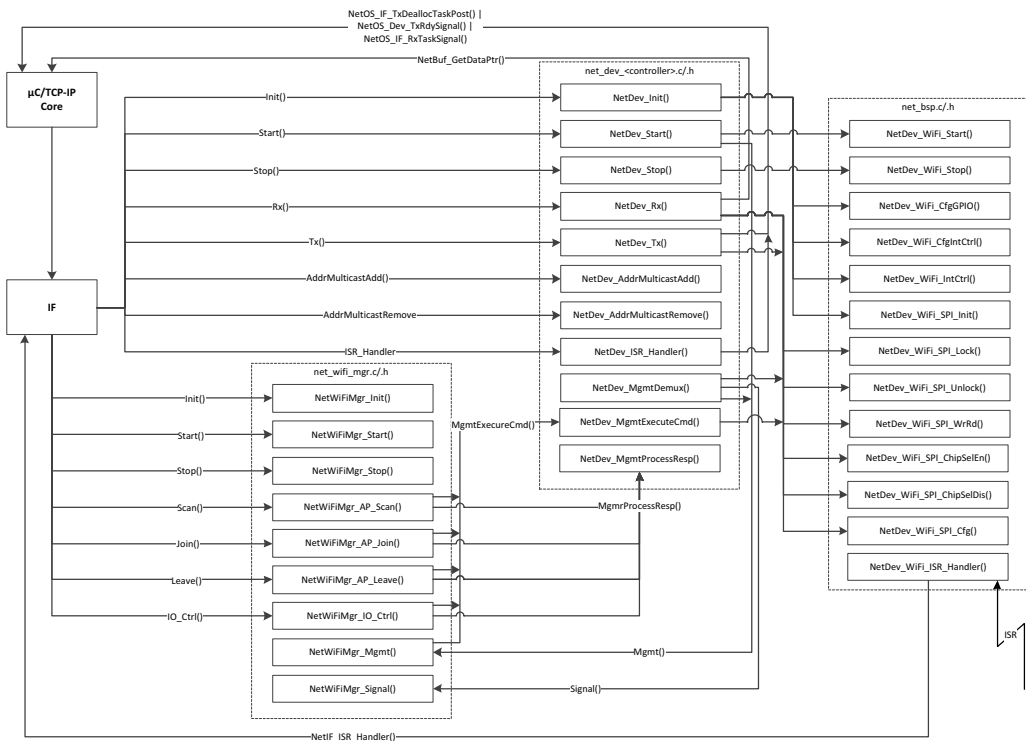 NetOS_IF_TxDeallocTaskPost() |
NetOS_Dev_TxRdySignal() |
NetOS_IF_RxTaskSignal()
NetBuf_GetDataPtr()
µC/TCP-IP
Core
IF
Init()
Start()
Stop()
Rx()
Tx()
AddrMulticastAdd()
AddrMulticastRemove
ISR_Handler
net_dev_<controller>.c/.h
NetDev_Init()
NetDev_Start()
NetDev_Stop()
NetDev_Rx()
NetDev_Tx()
NetDev_AddrMulticastAdd()
NetDev_AddrMulticastRemove()
NetDev_ISR_Handler()
NetDev_MgmtDemux()
NetDev_MgmtExecuteCmd()
NetDev_MgmtProcessResp()
net_bsp.c/.h
NetDev_WiFi_Start()
NetDev_WiFi_Stop()
NetDev_WiFi_CfgGPIO()
NetDev_WiFi_CfgIntCtrl()
NetDev_WiFi_IntCtrl()
NetDev_WiFi_SPI_Init()
NetDev_WiFi_SPI_Lock()
NetDev_WiFi_SPI_Unlock()
NetDev_WiFi_SPI_WrRd()
NetDev_WiFi_SPI_ChipSelEn()
NetDev_WiFi_SPI_ChipSelDis()
NetDev_WiFi_SPI_Cfg()
NetDev_WiFi_ISR_Handler()
ISR
Init()
Start()
Stop()
Scan()
Join()
Leave()
IO_Ctrl()
net_wifi_mgr.c/.h
NetWiFiMgr_Init()
NetWiFiMgr_Start()
NetWiFiMgr_Stop()
NetWiFiMgr_AP_Scan()
NetWiFiMgr_AP_Join()
NetWiFiMgr_AP_Leave()
NetWiFiMgr_IO_Ctrl()
NetWiFiMgr_Mgmt()
NetWiFiMgr_Signal()
MgmtExecureCmd()
MgmrProcessResp()
Mgmt()
Signal()
NetIF_ISR_Handler()